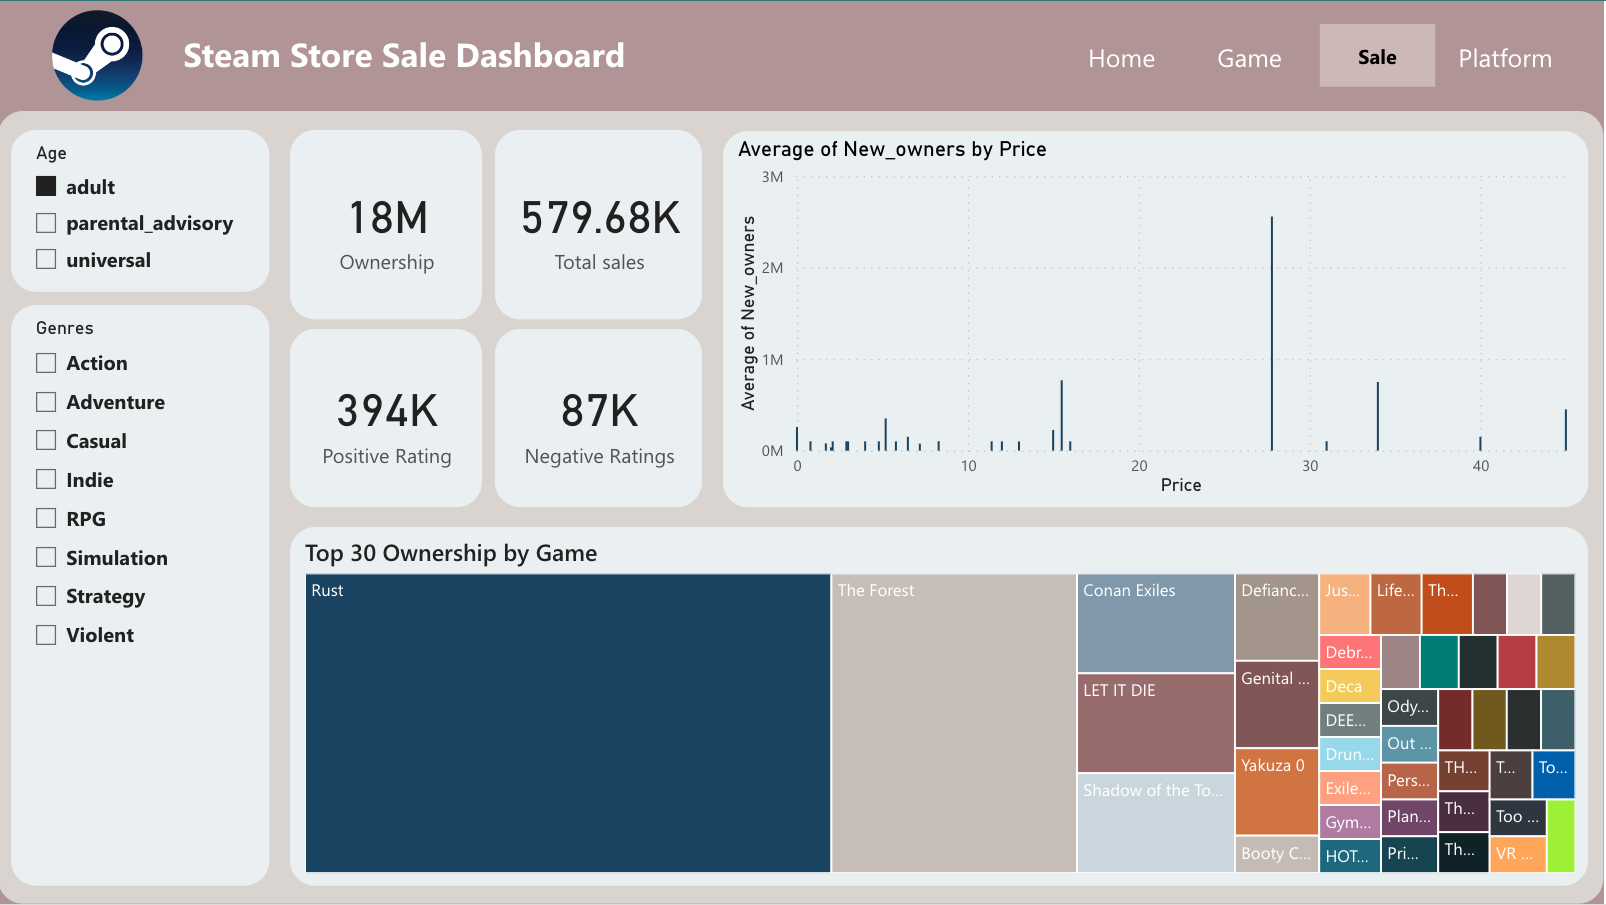 Steam Store Sale Dashboard
Home
Game
Sale
Platform
Age
adult
parental_advisory
universal
Genres
Action
Adventure
Casual
Indie
RPG
Simulation
Strategy
Violent
18M
Ownership
579.68K
Total sales
394K
Positive Rating
87K
Negative Ratings
Average of New_owners by Price
Average of New_owners
3M
2M
1M
0M
0
10
20
30
40
Price
Top 30 Ownership by Game
Rust
The Forest
Conan Exiles
LET IT DIE
Shadow of the To...
Defianc...
Genital ...
Yakuza 0
Booty C...
Jus...
Life...
Th...
Debr...
Deca
DEE...
Drun...
Exile...
Gym...
HOT...
Ody...
Out ...
Pers...
Plan...
Pri...
TH...
Th...
Th...
T...
To...
Too ...
VR ...